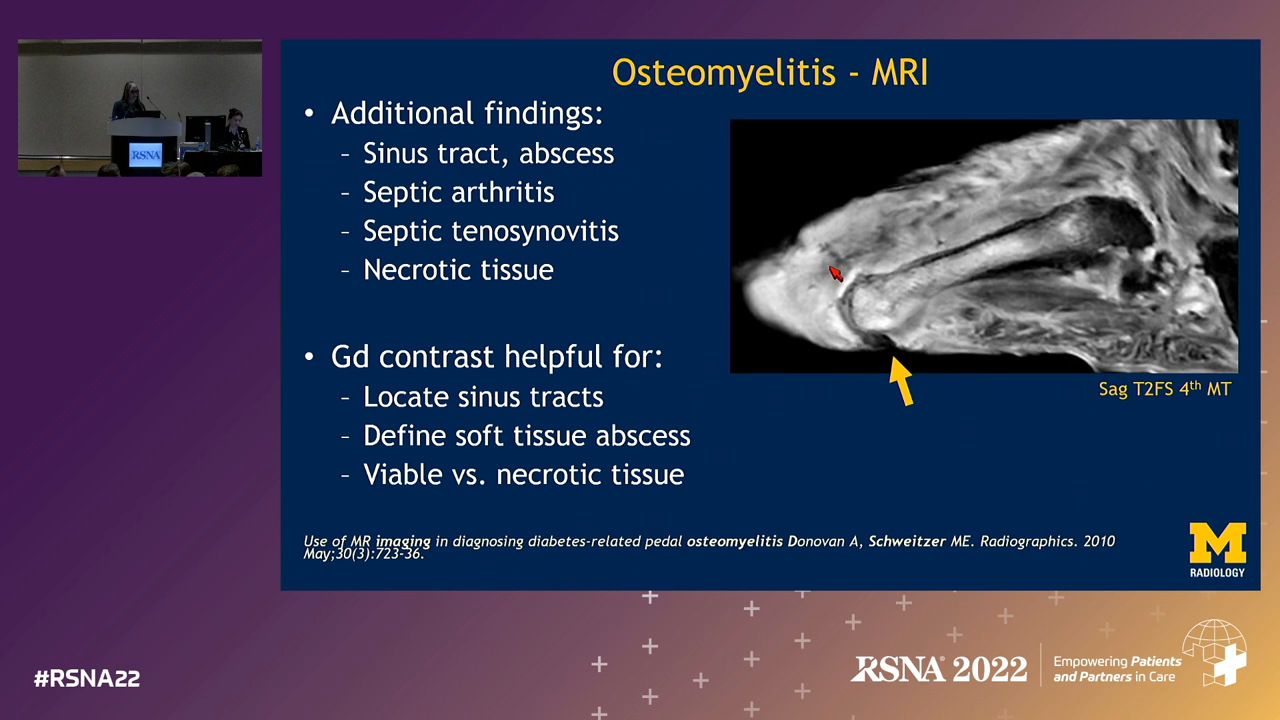 Osteomyelitis - MRI
• Additional findings:
– Sinus tract, abscess
– Septic arthritis
– Septic tenosynovitis
– Necrotic tissue
• Gd contrast helpful for:
– Locate sinus tracts
– Define soft tissue abscess
– Viable vs. necrotic tissue
Sag T2FS 4th MT
Use of MR imaging in diagnosing diabetes-related pedal osteomyelitis Donovan A, Schweitzer ME. Radiographics. 2010
May;30(3):723-36.
M
RADIOLOGY
RSNA
#RSNA22
RSNA® 2022
Empowering Patients
and Partners in Care